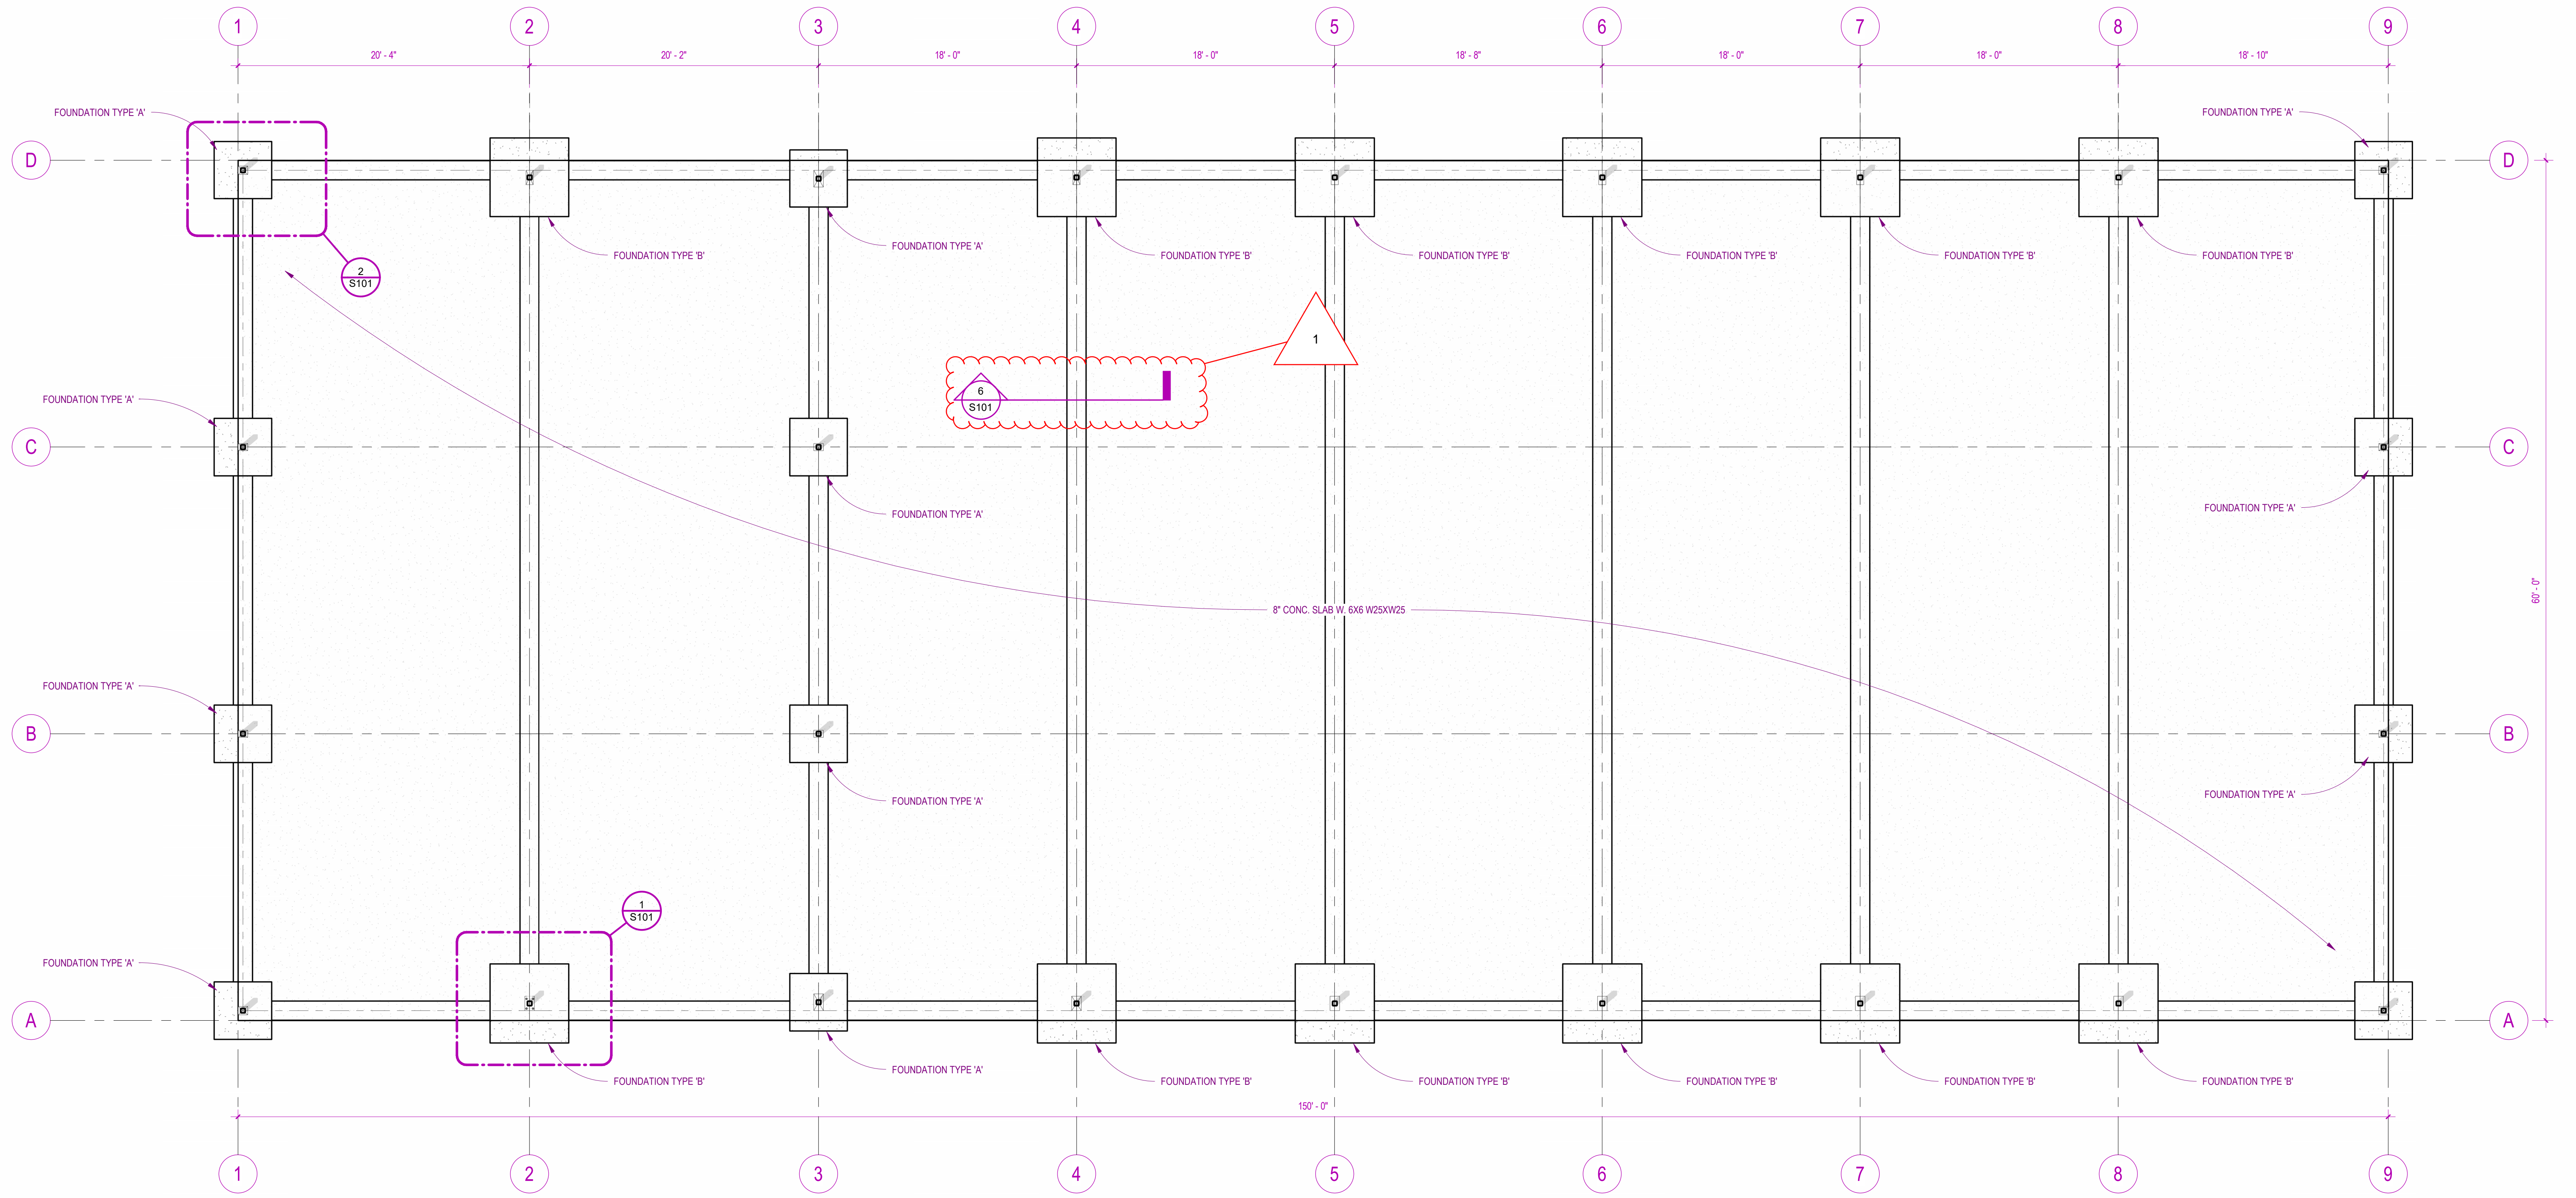 1 2 3 4 5 6 7 8 9
20' - 4" 20' - 2" 18' - 0" 18' - 0" 18' - 8" 18' - 0" 18' - 0" 18' - 10"
FOUNDATION TYPE 'A' FOUNDATION TYPE 'A'
D D
FOUNDATION TYPE 'A'
FOUNDATION TYPE 'B' FOUNDATION TYPE 'B' FOUNDATION TYPE 'B' FOUNDATION TYPE 'B' FOUNDATION TYPE 'B' FOUNDATION TYPE 'B'
2
S101
1
6
S101
FOUNDATION TYPE 'A'
C C
FOUNDATION TYPE 'A' FOUNDATION TYPE 'A'
60' - 0"
8" CONC. SLAB W. 6X6 W25XW25
FOUNDATION TYPE 'A'
B B
FOUNDATION TYPE 'A' FOUNDATION TYPE 'A'
1
S101
FOUNDATION TYPE 'A'
A A
FOUNDATION TYPE 'A'
FOUNDATION TYPE 'B' FOUNDATION TYPE 'B' FOUNDATION TYPE 'B' FOUNDATION TYPE 'B' FOUNDATION TYPE 'B' FOUNDATION TYPE 'B'
150' - 0"
1 2 3 4 5 6 7 8 9